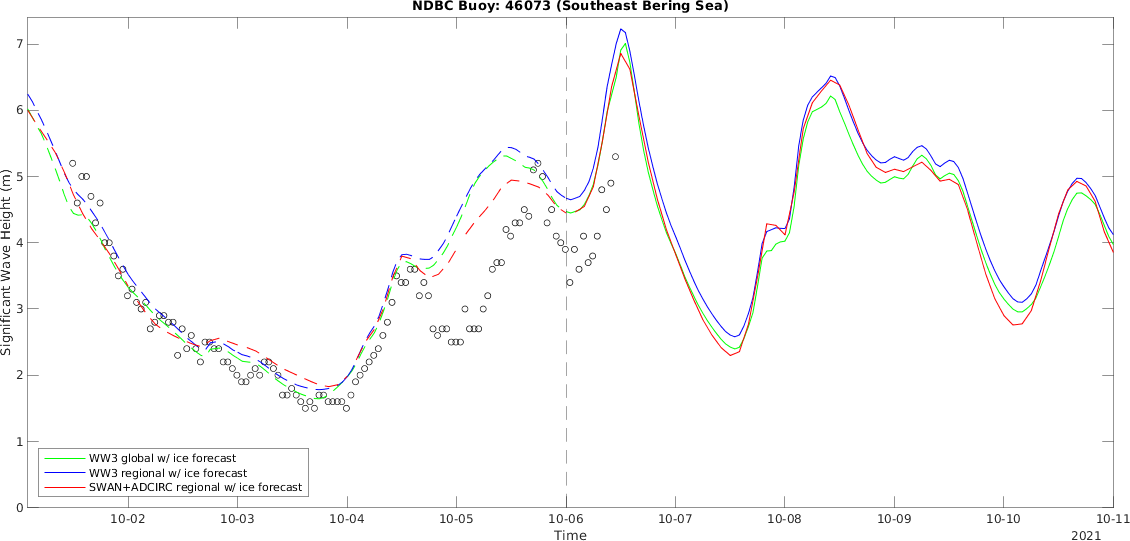 NDBC Buoy: 46073 (Southeast Bering Sea)
Significant Wave Height (m)
7
6
5
4
3
2
1
0
WW3 global w/ ice forecast
WW3 regional w/ ice forecast
SWAN+ADCIRC regional w/ ice forecast
10-02 10-03 10-04 10-05 10-06 10-07 10-08 10-09 10-10 10-11
Time
2021